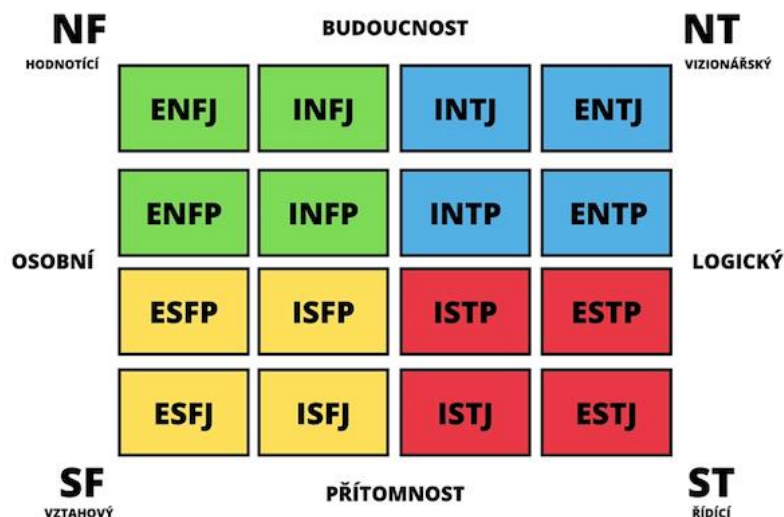 NF
HODNOTÍCÍ
BUDOUCNOST
NT
VIZIONÁŘSKÝ
ENFJ INFJ INTJ ENTJ
ENFP INFP INTP ENTP
OSOBNÍ
LOGICKÝ
ESFP ISFP ISTP ESTP
ESFJ ISFJ ISTJ ESTJ
SF
VZTAHOVÝ
PŘÍTOMNOST
ST
ŘÍDÍCÍ